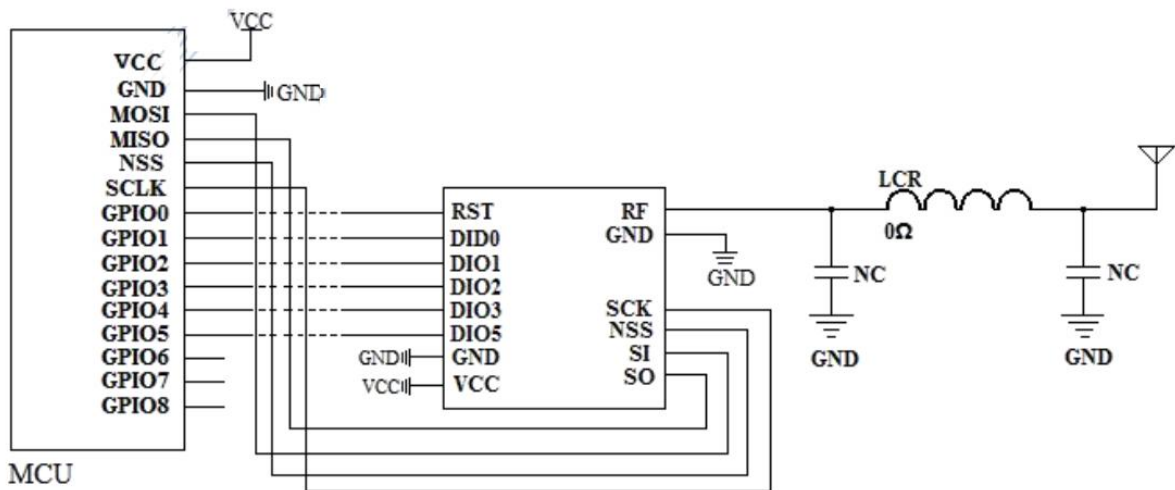 VCC
VCC
GND
GND
MOSI
MISO
NSS
SCLK
GPIO0
GPIO1
GPIO2
GPIO3
GPIO4
GPIO5
GPIO6
GPIO7
GPIO8
MCU
RST
DID0
DIO1
DIO2
DIO3
DIO5
GND
GND
VCC
VCC
RF
GND
GND
SCK
NSS
SI
SO
LCR
0Ω
NC
GND
NC
GND